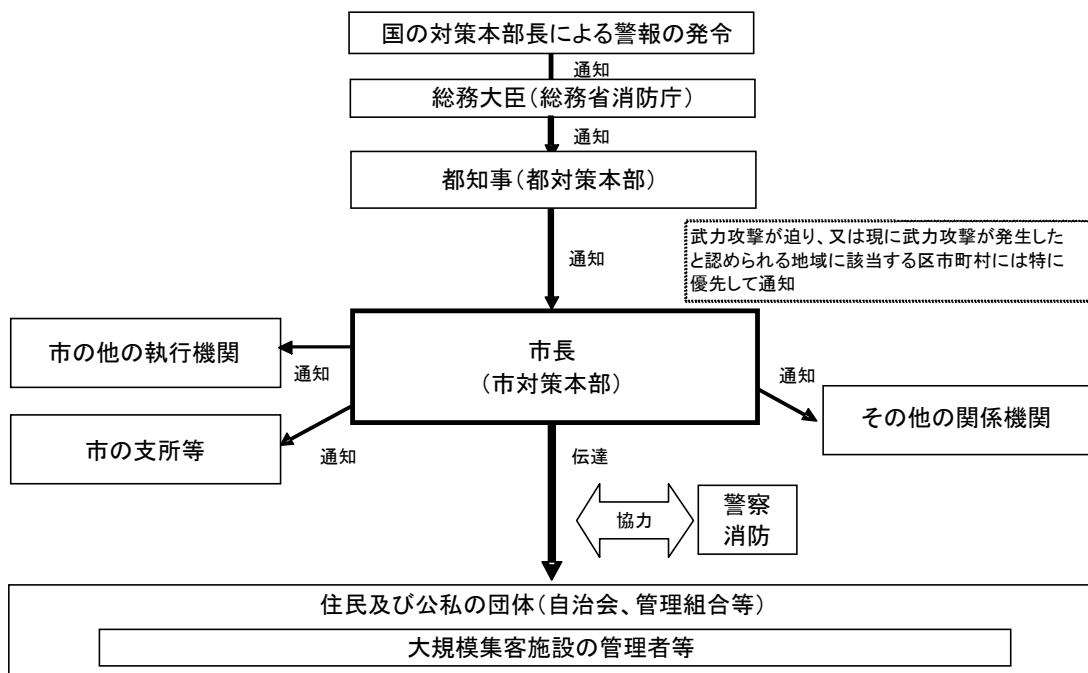 国の対策本部長による警報の発令
通知
総務大臣（総務省消防庁）
通知
都知事（都対策本部）
通知
武力攻撃が迫り、又は現に武力攻撃が発生した
と認められる地域に該当する区市町村には特に
優先して通知
市の他の執行機関
通知
市長
（市対策本部）
通知
その他の関係機関
市の支所等
通知
伝達
協力
警察
消防
住民及び公私の団体（自治会、管理組合等）
大規模集客施設の管理者等